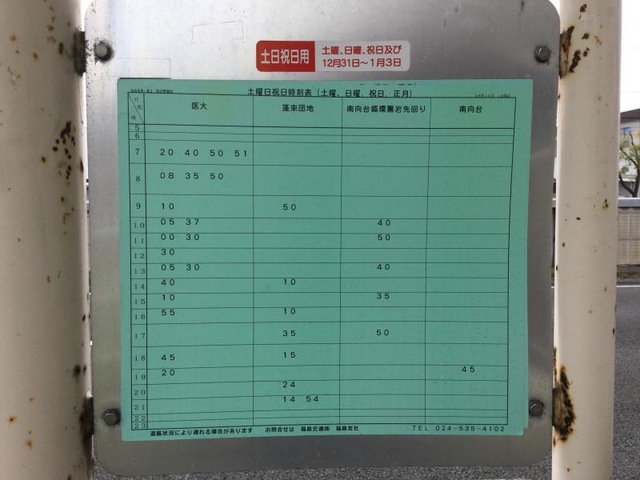 土日祝日用
土曜、日曜、祝日及び
12月31日～1月3日
土曜日祝日時刻表（土曜、日曜、祝日、正月）
時 医大 蓬莱団地 南向台循環黒岩先回り 南向台
5
6
7 20 40 50 51
8 08 35 50
9 10 50
10 05 37 40
11 00 30 50
12 30
13 05 30 40
14 40 10
15 10 35
16 55 10
17 35 50
18 45 15
19 20 45
20 24
21 14 54
22
23
道路状況により遅れる場合があります お問合せは 福島交通㈱ 福島支社 TEL 024-535-4102